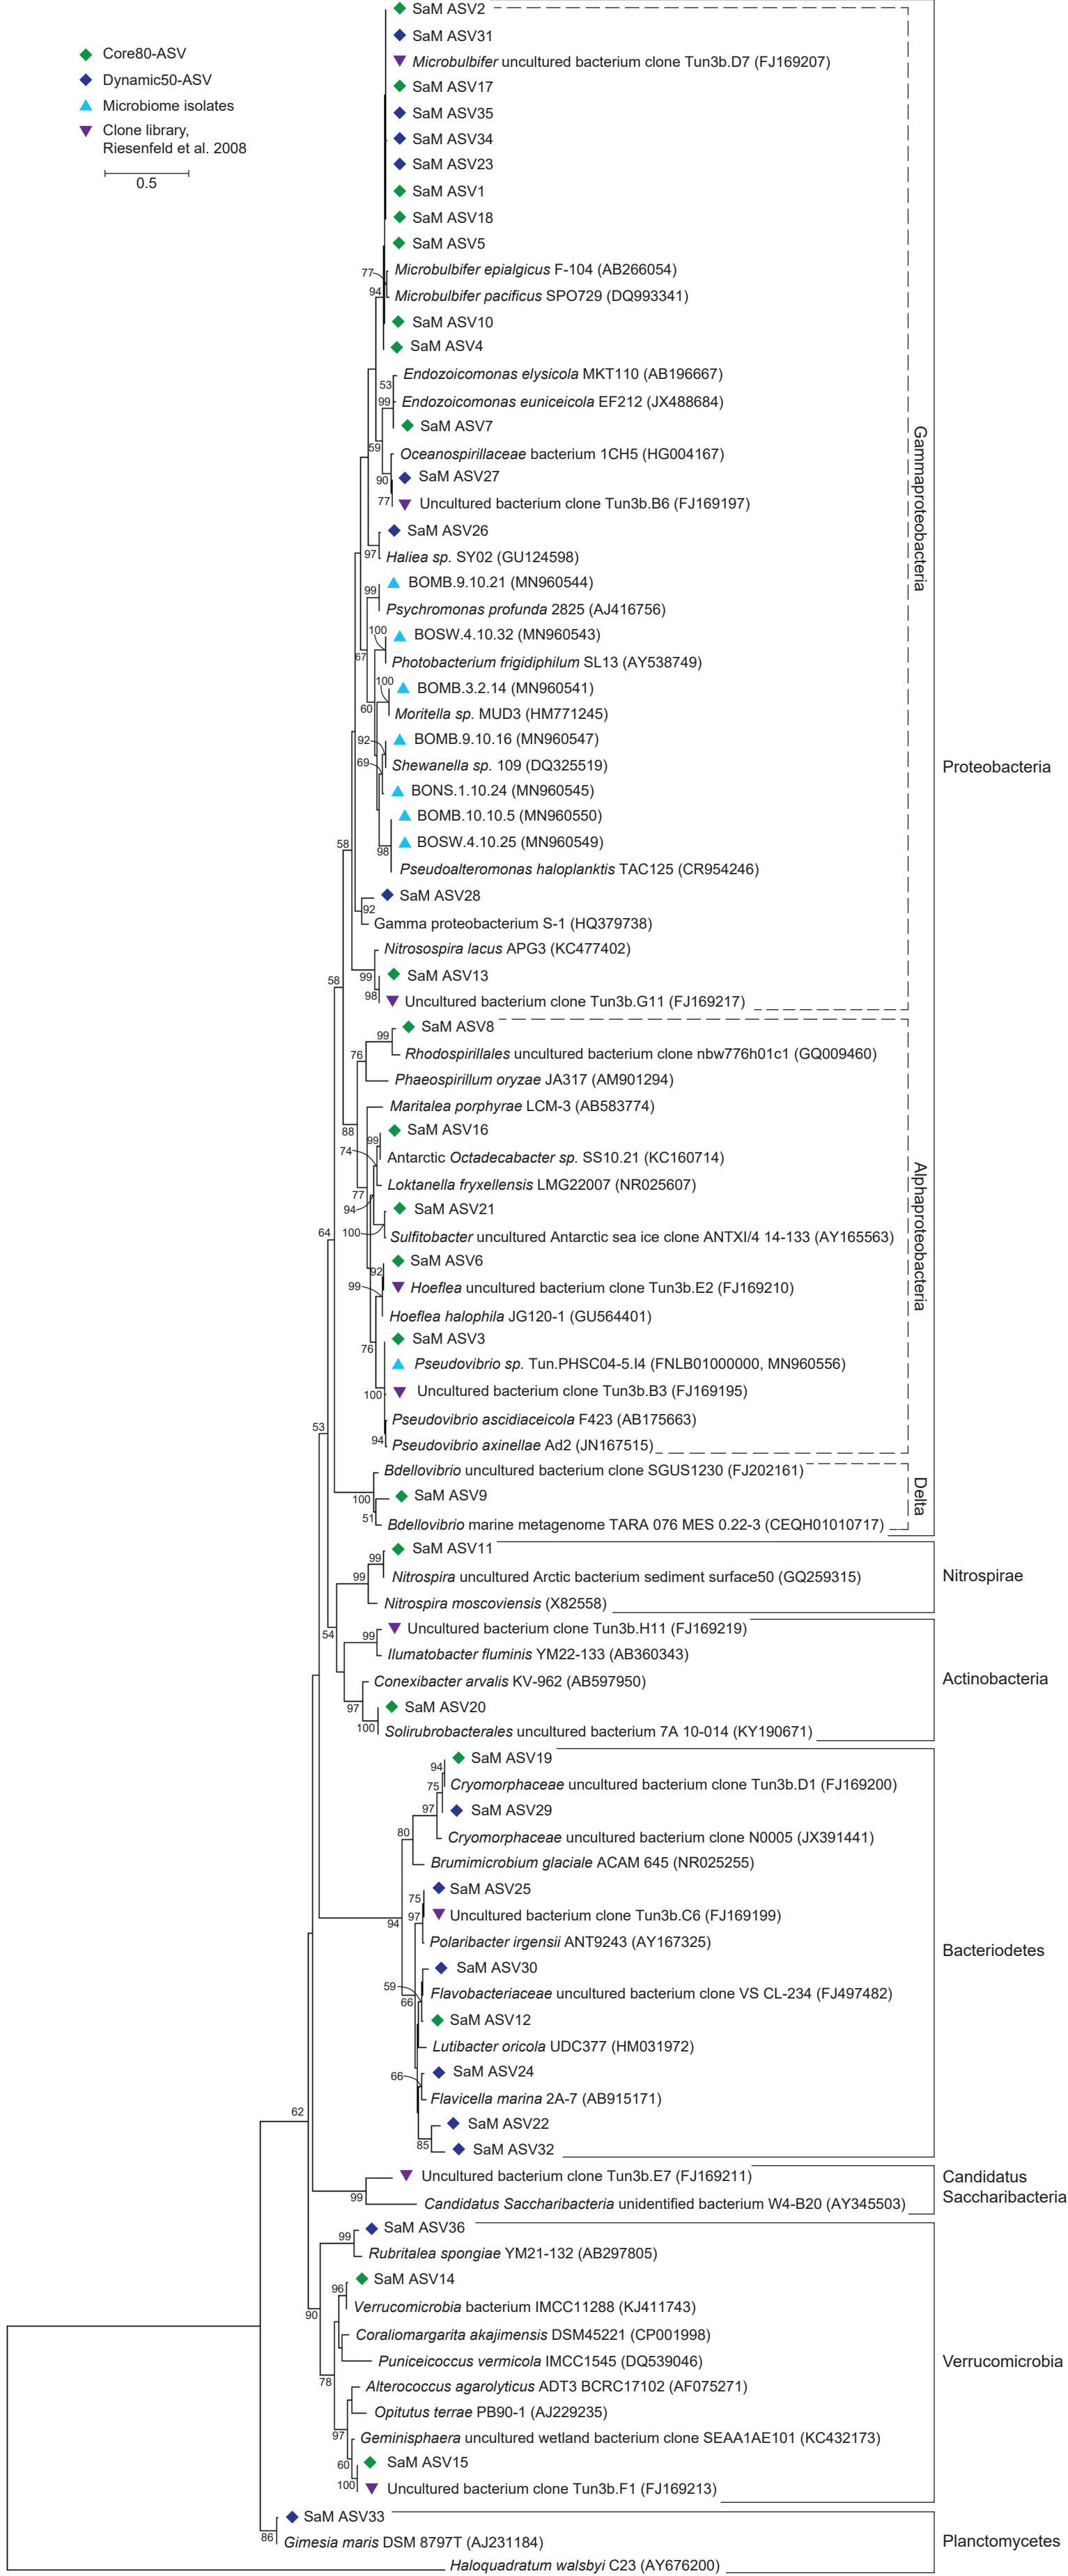 Core80-ASV
Dynamic50-ASV
Microbiome isolates
Clone library,
Riesenfeld et al. 2008
0.5
SaM ASV2
SaM ASV31
Microbulbifer uncultured bacterium clone Tun3b.D7 (FJ169207)
SaM ASV17
SaM ASV35
SaM ASV34
SaM ASV23
SaM ASV1
SaM ASV18
SaM ASV5
77
Microbulbifer epialgicus F-104 (AB266054)
94
Microbulbifer pacificus SPO729 (DQ993341)
SaM ASV10
SaM ASV4
Endozoicomonas elysicola MKT110 (AB196667)
53
99
Endozoicomonas euniceicola EF212 (JX488684)
SaM ASV7
59
Oceanospirillaceae bacterium 1CH5 (HG004167)
90
SaM ASV27
77
Uncultured bacterium clone Tun3b.B6 (FJ169197)
SaM ASV26
97
Haliea sp. SY02 (GU124598)
BOMB.9.10.21 (MN960544)
99
Psychromonas profunda 2825 (AJ416756)
100
BOSW.4.10.32 (MN960543)
67
Photobacterium frigidiphilum SL13 (AY538749)
100
BOMB.3.2.14 (MN960541)
60
Moritella sp. MUD3 (HM771245)
92
BOMB.9.10.16 (MN960547)
69
Shewanella sp. 109 (DQ325519)
BONS.1.10.24 (MN960545)
BOMB.10.10.5 (MN960550)
BOSW.4.10.25 (MN960549)
98
58
Pseudoalteromonas haloplanktis TAC125 (CR954246)
SaM ASV28
92
Gamma proteobacterium S-1 (HQ379738)
Nitrosospira lacus APG3 (KC477402)
99
SaM ASV13
58
98
Uncultured bacterium clone Tun3b.G11 (FJ169217)
Gammaproteobacteria
Proteobacteria
SaM ASV8
99
76
Rhodospirillales uncultured bacterium clone nbw776h01c1 (GQ009460)
Phaeospirillum oryzae JA317 (AM901294)
Maritalea porphyrae LCM-3 (AB583774)
88
SaM ASV16
99
74
Antarctic Octadecabacter sp. SS10.21 (KC160714)
77
Loktanella fryxellensis LMG22007 (NR025607)
94
SaM ASV21
64
100
Sulfitobacter uncultured Antarctic sea ice clone ANTXI/4 14-133 (AY165563)
SaM ASV6
92
99
Hoeflea uncultured bacterium clone Tun3b.E2 (FJ169210)
Hoeflea halophila JG120-1 (GU564401)
SaM ASV3
76
Pseudovibrio sp. Tun.PHSC04-5.I4 (FNLB01000000, MN960556)
100
Uncultured bacterium clone Tun3b.B3 (FJ169195)
53
Pseudovibrio ascidiaceicola F423 (AB175663)
94
Pseudovibrio axinellae Ad2 (JN167515)
Alphaproteobacteria
Bdellovibrio uncultured bacterium clone SGUS1230 (FJ202161)
100
SaM ASV9
51
Bdellovibrio marine metagenome TARA 076 MES 0.22-3 (CEQH01010717)
Delta
SaM ASV11
99
99
Nitrospira uncultured Arctic bacterium sediment surface50 (GQ259315)
Nitrospira moscoviensis (X82558)
Nitrospirae
54
Uncultured bacterium clone Tun3b.H11 (FJ169219)
99
Ilumatobacter fluminis YM22-133 (AB360343)
Conexibacter arvalis KV-962 (AB597950)
97
SaM ASV20
100
Solirubrobacterales uncultured bacterium 7A 10-014 (KY190671)
Actinobacteria
SaM ASV19
94
75
Cryomorphaceae uncultured bacterium clone Tun3b.D1 (FJ169200)
97
SaM ASV29
80
Cryomorphaceae uncultured bacterium clone N0005 (JX391441)
Brumimicrobium glaciale ACAM 645 (NR025255)
SaM ASV25
75
97
94
Uncultured bacterium clone Tun3b.C6 (FJ169199)
Polaribacter irgensii ANT9243 (AY167325)
SaM ASV30
59
66
Flavobacteriaceae uncultured bacterium clone VS CL-234 (FJ497482)
SaM ASV12
Lutibacter oricola UDC377 (HM031972)
66
SaM ASV24
Flavicella marina 2A-7 (AB915171)
SaM ASV22
85
SaM ASV32
Bacteriodetes
62
Uncultured bacterium clone Tun3b.E7 (FJ169211)
99
Candidatus Saccharibacteria unidentified bacterium W4-B20 (AY345503)
Candidatus
Saccharibacteria
SaM ASV36
99
Rubritalea spongiae YM21-132 (AB297805)
SaM ASV14
96
90
Verrucomicrobia bacterium IMCC11288 (KJ411743)
Coraliomargarita akajimensis DSM45221 (CP001998)
Puniceicoccus vermicola IMCC1545 (DQ539046)
78
Alterococcus agarolyticus ADT3 BCRC17102 (AF075271)
Opitutus terrae PB90-1 (AJ229235)
97
Geminisphaera uncultured wetland bacterium clone SEAA1AE101 (KC432173)
60
SaM ASV15
100
Uncultured bacterium clone Tun3b.F1 (FJ169213)
Verrucomicrobia
SaM ASV33
86
Gimesia maris DSM 8797T (AJ231184)
Planctomycetes
Haloquadratum walsbyi C23 (AY676200)